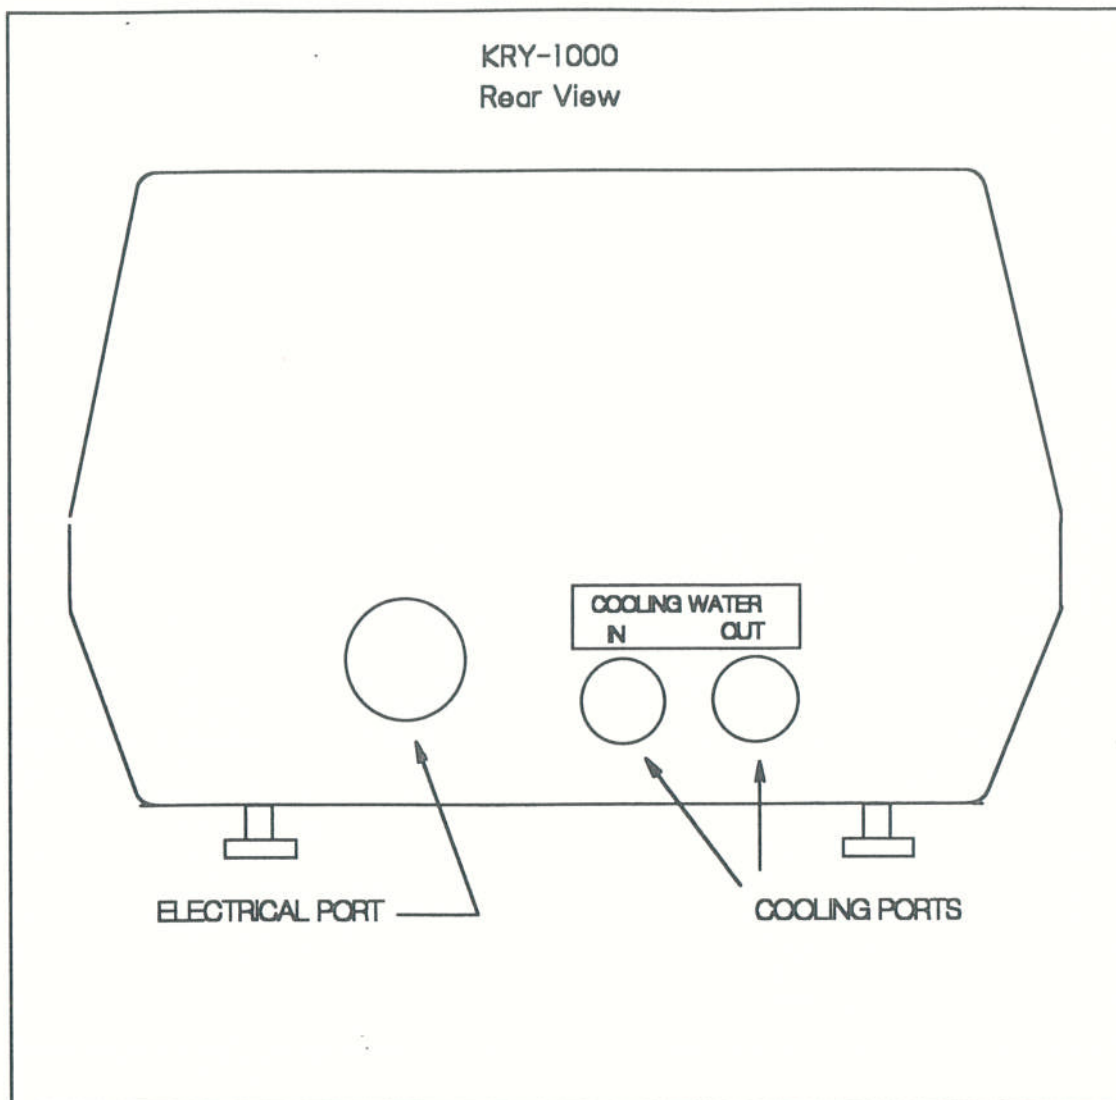 KRY-1000
Rear View
COOLING WATER
IN OUT
ELECTRICAL PORT
COOLING PORTS